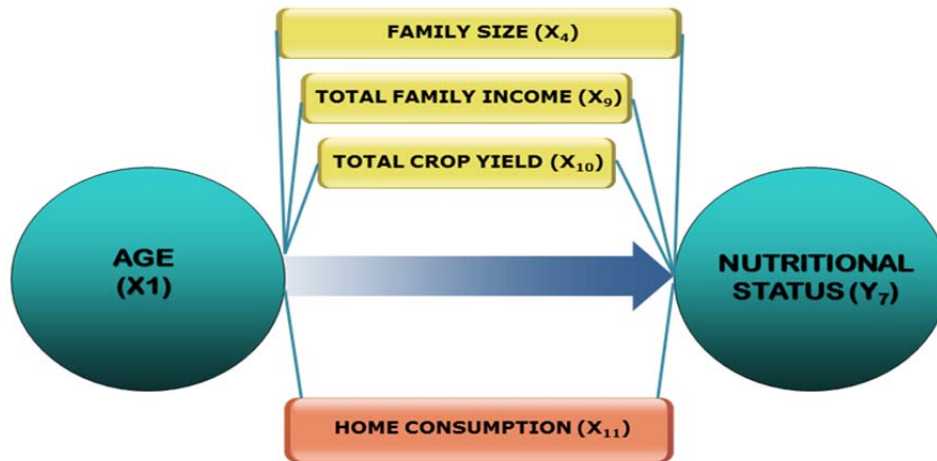 FAMILY SIZE (X₄)
TOTAL FAMILY INCOME (X₉)
TOTAL CROP YIELD (X₁₀)
AGE
(X1)
NUTRITIONAL
STATUS (Y₇)
HOME CONSUMPTION (X₁₁)